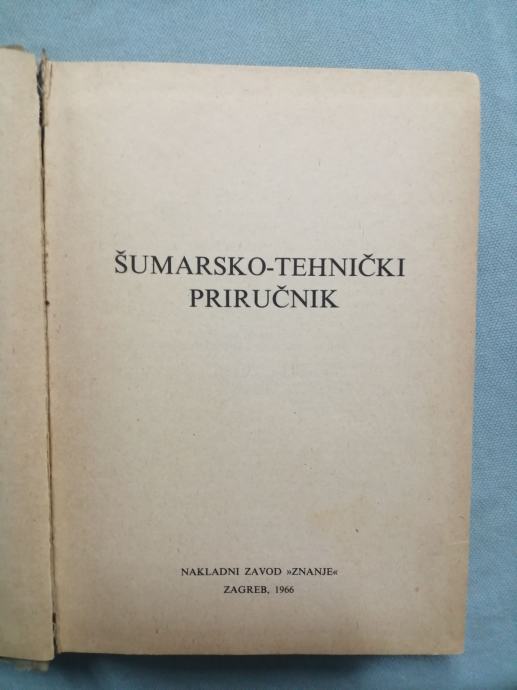 ŠUMARSKO-TEHNIČKI
PRIRUČNIK
NAKLADNI ZAVOD »ZNANJE«
ZAGREB, 1966